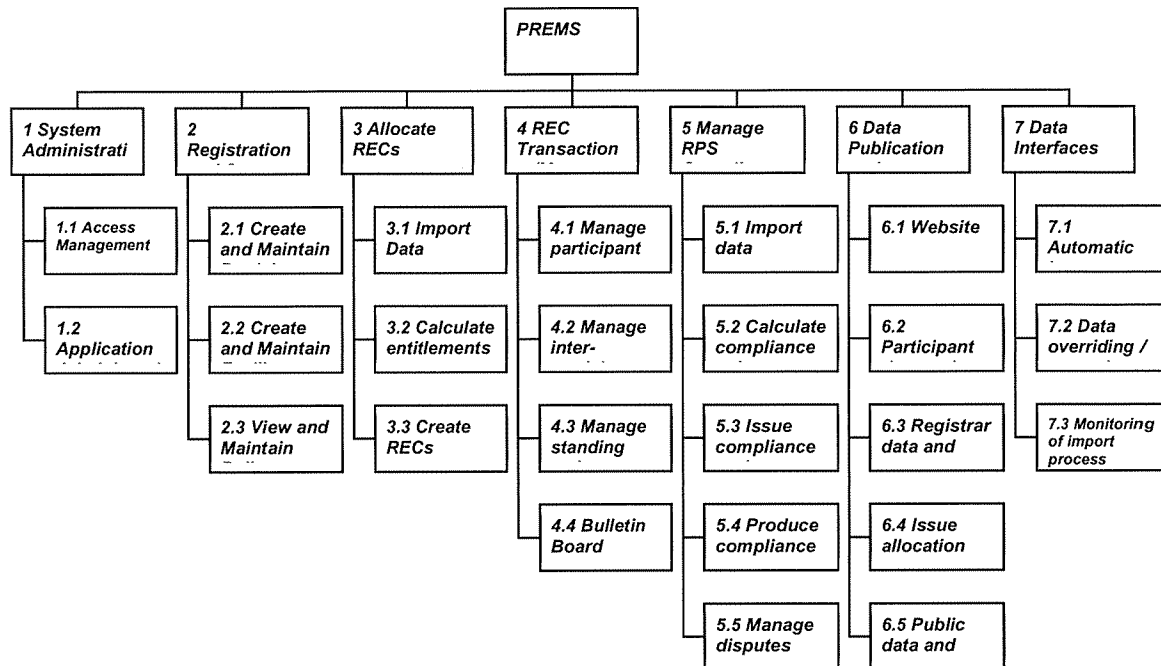 PREMS
1 System
Administrati
2
Registration
3 Allocate
RECs
4 REC
Transaction
5 Manage
RPS
6 Data
Publication
7 Data
Interfaces
1.1 Access
Management
1.2
Application
2.1 Create
and Maintain
2.2 Create
and Maintain
2.3 View and
Maintain
3.1 Import
Data
3.2 Calculate
entitlements
3.3 Create
RECs
4.1 Manage
participant
4.2 Manage
inter-
4.3 Manage
standing
4.4 Bulletin
Board
5.1 Import
data
5.2 Calculate
compliance
5.3 Issue
compliance
5.4 Produce
compliance
5.5 Manage
disputes
6.1 Website
6.2
Participant
6.3 Registrar
data and
6.4 Issue
allocation
6.5 Public
data and
7.1
Automatic
7.2 Data
overriding /
7.3 Monitoring
of import
process